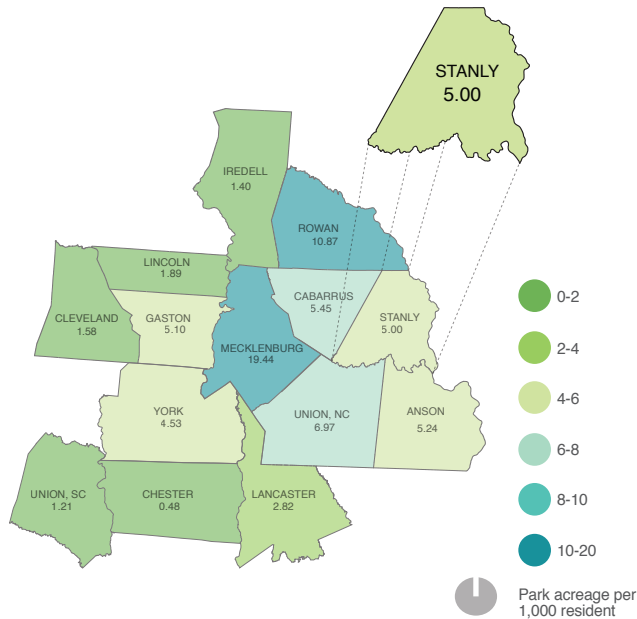 STANLY
5.00
IREDELL
1.40
ROWAN
10.87
LINCOLN
1.89
CABARRUS
5.45
CLEVELAND
1.58
GASTON
5.10
STANLY
5.00
MECKLENBURG
19.44
YORK
4.53
UNION, NC
6.97
ANSON
5.24
UNION, SC
1.21
CHESTER
0.48
LANCASTER
2.82
0-2
2-4
4-6
6-8
8-10
10-20
Park acreage per
1,000 resident